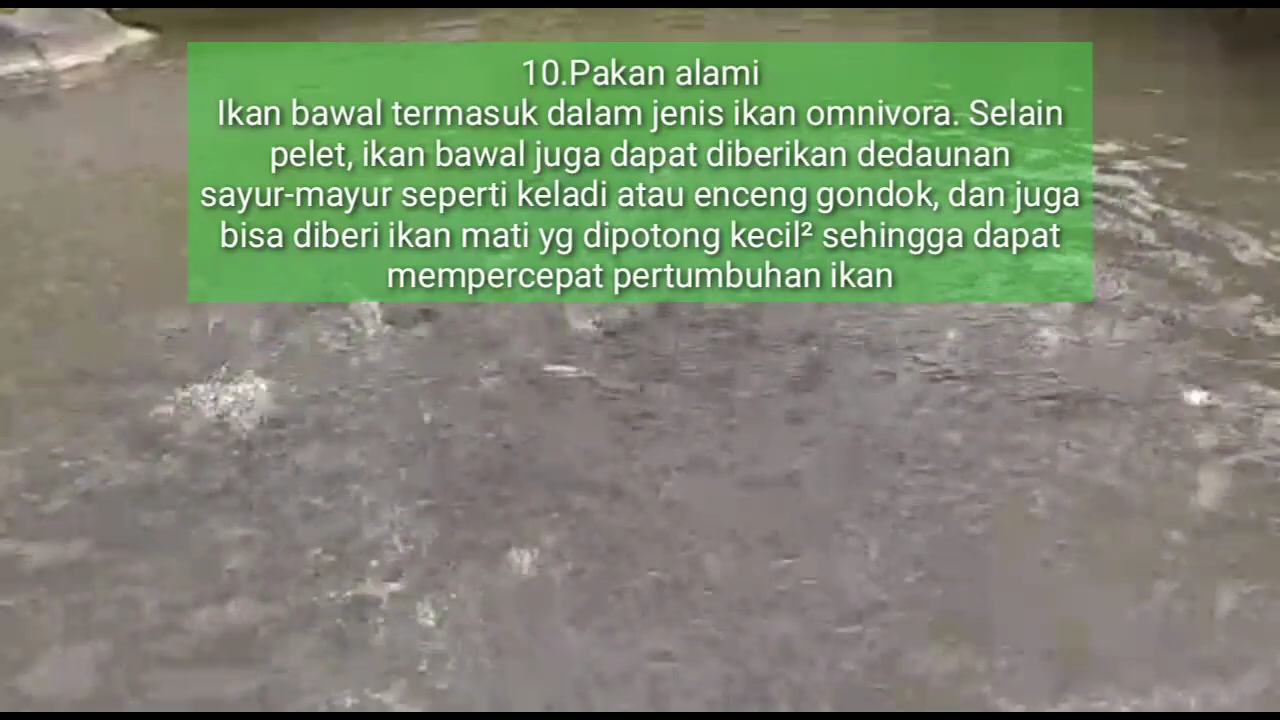 10.Pakan alami
Ikan bawal termasuk dalam jenis ikan omnivora. Selain
pelet, ikan bawal juga dapat diberikan dedaunan
sayur-mayur seperti keladi atau enceng gondok, dan juga
bisa diberi ikan mati yg dipotong kecil² sehingga dapat
mempercepat pertumbuhan ikan